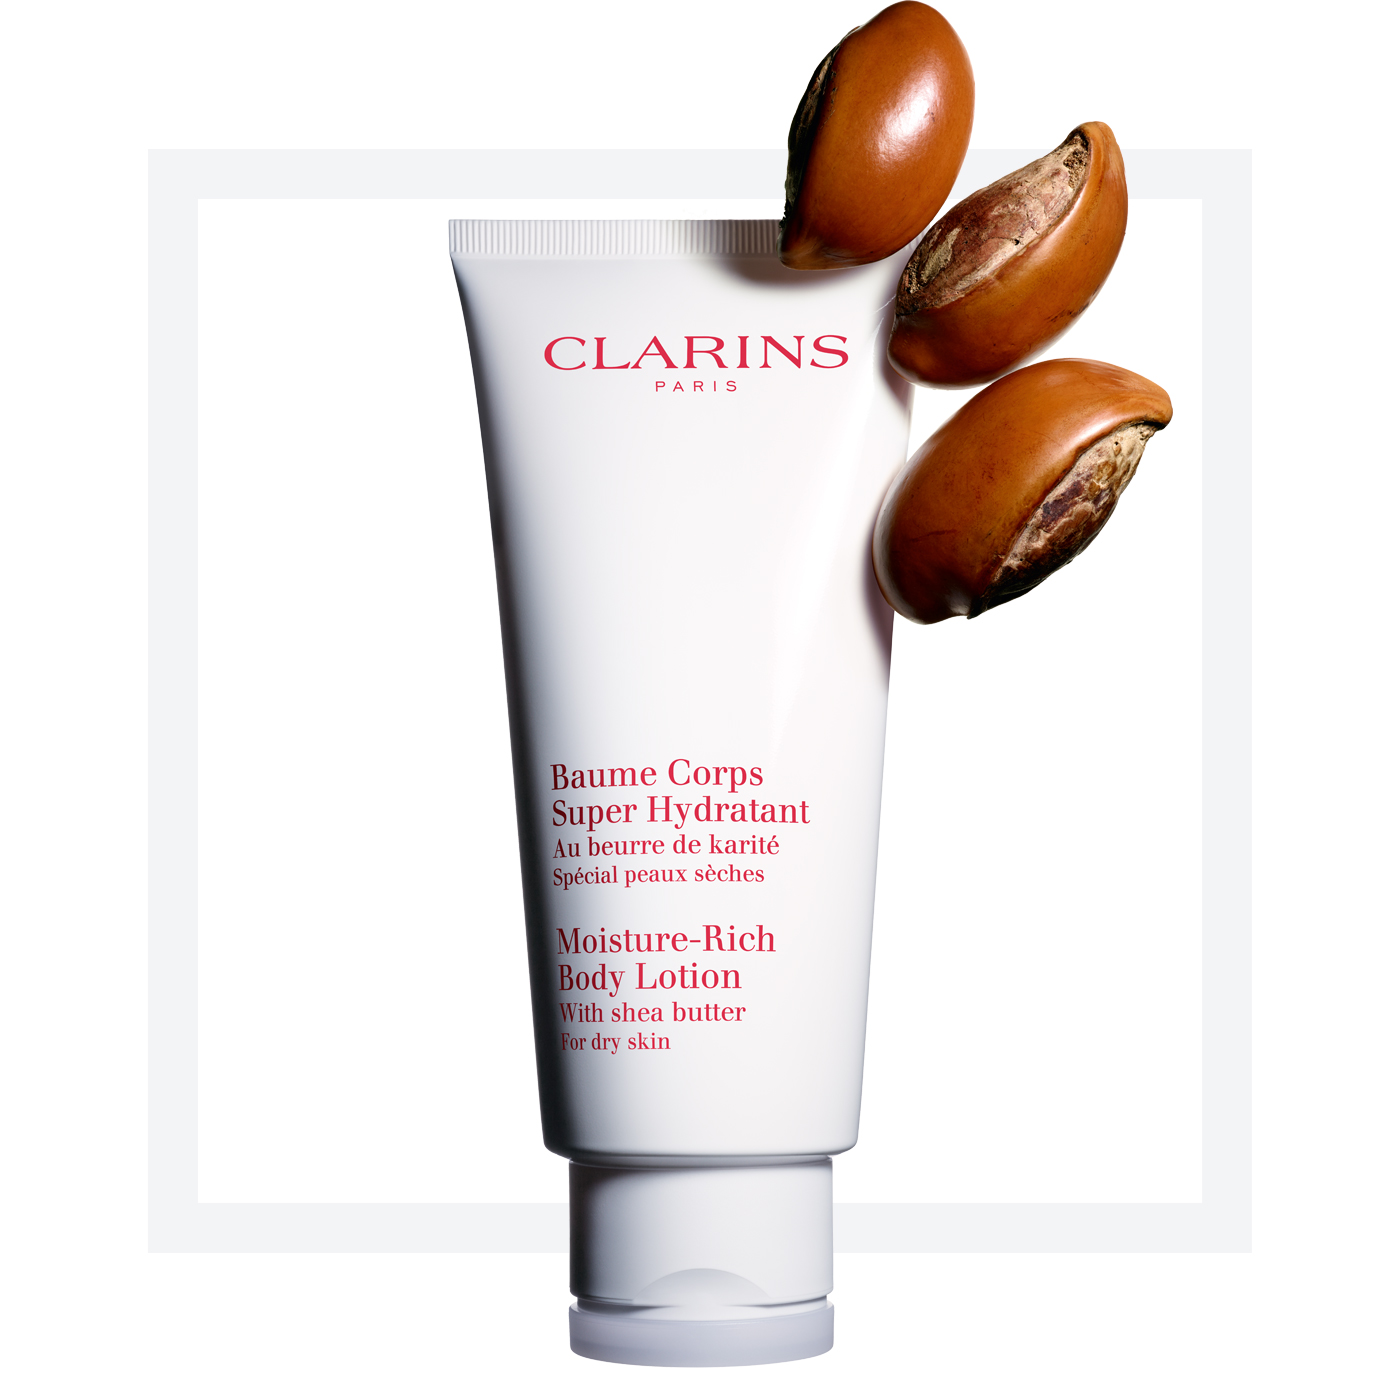 CLARINS
PARIS
Baume Corps
Super Hydratant
Au beurre de karité
Spécial peaux sèches
Moisture-Rich
Body Lotion
With shea butter
For dry skin